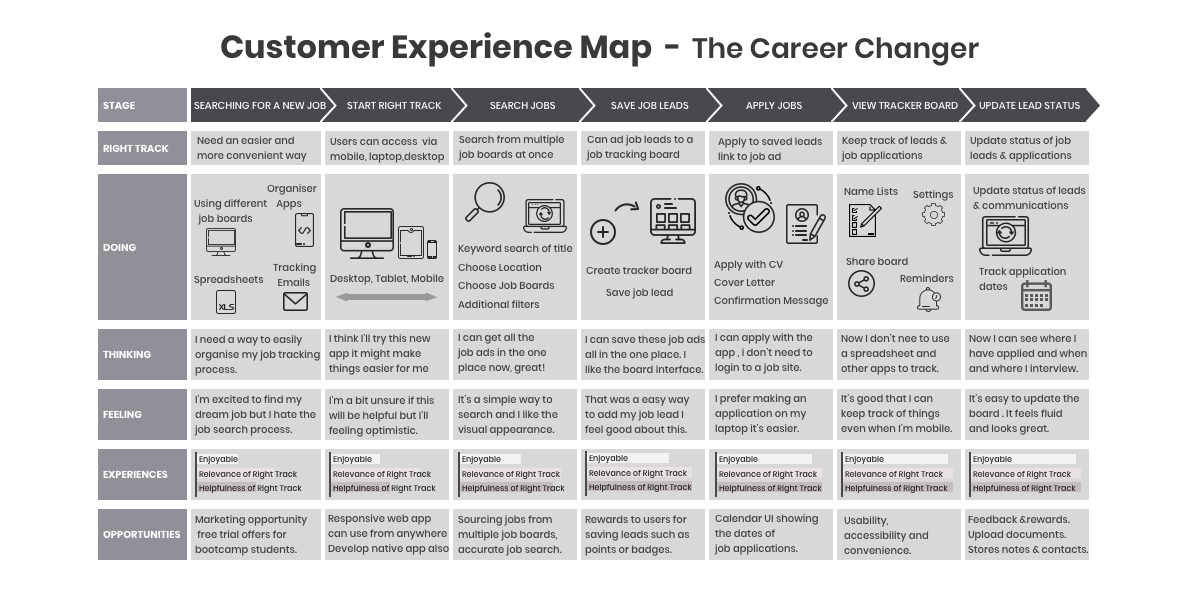 Customer Experience Map - The Career Changer
STAGE
SEARCHING FOR A NEW JOB
START RIGHT TRACK
SEARCH JOBS
SAVE JOB LEADS
APPLY JOBS
VIEW TRACKER BOARD
UPDATE LEAD STATUS
RIGHT TRACK
Need an easier and
more convenient way
Users can access via
mobile, laptop,desktop
Search from multiple
job boards at once
Can ad job leads to a
job tracking board
Apply to saved leads
link to job ad
Keep track of leads &
job applications
Update status of job
leads & applications
DOING
Organiser
Apps
Using different
job boards
Spreadsheets
XLS
Tracking
Emails
Desktop, Tablet, Mobile
Keyword search of title
Choose Location
Choose Job Boards
Additional filters
Create tracker board
Save job lead
Apply with CV
Cover Letter
Confirmation Message
Name Lists
Settings
Share board
Reminders
Update status of leads
& communications
Track application
dates
THINKING
I need a way to easily
organise my job tracking
process.
I think I'll try this new
app it might make
things easier for me
I can get all the
job ads in the one
place now, great!
I can save these job ads
all in the one place. I
like the board interface.
I can apply with the
app , i don't need to
login to a job site.
Now I don't nee to use
a spreadsheet and
other apps to track.
Now I can see where I
have applied and when
and where I interview.
FEELING
I'm excited to find my
dream job but I hate the
job search process.
I'm a bit unsure if this
will be helpful but I'll
feeling optimistic.
It's a simple way to
search and I like the
visual appearance.
That was a easy way
to add my job lead I
feel good about this.
I prefer making an
application on my
laptop it's easier.
It's good that I can
keep track of things
even when I'm mobile.
It's easy to update the
board . It feels fluid
and looks great.
EXPERIENCES
Enjoyable
Relevance of Right Track
Helpfulness of Right Track
Enjoyable
Relevance of Right Track
Helpfulness of Right Track
Enjoyable
Relevance of Right Track
Helpfulness of Right Track
Enjoyable
Relevance of Right Track
Helpfulness of Right Track
Enjoyable
Relevance of Right Track
Helpfulness of Right Track
Enjoyable
Relevance of Right Track
Helpfulness of Right Track
Enjoyable
Relevance of Right Track
Helpfulness of Right Track
OPPORTUNITIES
Marketing opportunity
free trial offers for
bootcamp students.
Responsive web app
can use from anywhere
Develop native app also
Sourcing jobs from
multiple job boards,
accurate job search.
Rewards to users for
saving leads such as
points or badges.
Calendar UI showing
the dates of
job applications.
Usability,
accessibility and
convenience.
Feedback &rewards.
Upload documents.
Stores notes & contacts.